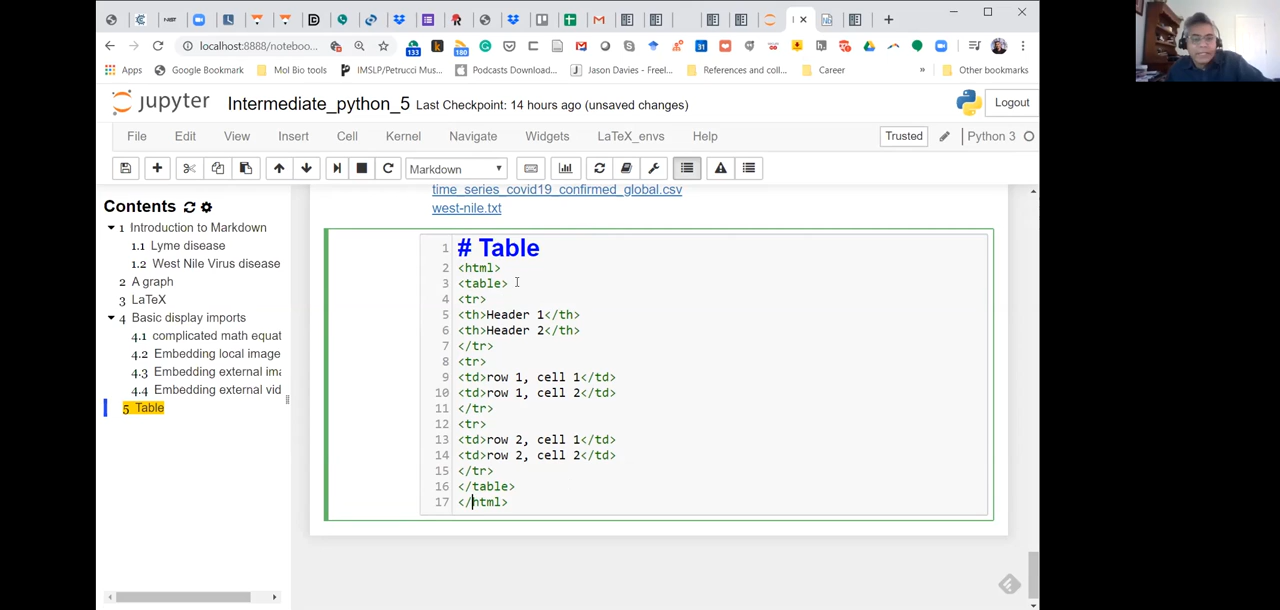 localhost:8888/noteboo...
133
180
31
Apps
Google Bookmark
Mol Bio tools
IMSLP/Petrucci Mus...
Podcasts Download...
Jason Davies - Freel...
References and coll...
Career
»
Other bookmarks
jupyter
Intermediate_python_5 Last Checkpoint: 14 hours ago (unsaved changes)
Logout
File Edit View Insert Cell Kernel Navigate Widgets LaTeX_envs Help
Trusted
Python 3
Markdown
Contents
1 Introduction to Markdown
1.1 Lyme disease
1.2 West Nile Virus disease
2 A graph
3 LaTeX
4 Basic display imports
4.1 complicated math equat
4.2 Embedding local image
4.3 Embedding external ima
4.4 Embedding external vid
5 Table
time_series_covid19_confirmed_global.csv
west-nile.txt
1 # Table
2 <html>
3 <table>
4 <tr>
5 <th>Header 1</th>
6 <th>Header 2</th>
7 </tr>
8 <tr>
9 <td>row 1, cell 1</td>
10 <td>row 1, cell 2</td>
11 </tr>
12 <tr>
13 <td>row 2, cell 1</td>
14 <td>row 2, cell 2</td>
15 </tr>
16 </table>
17 </html>